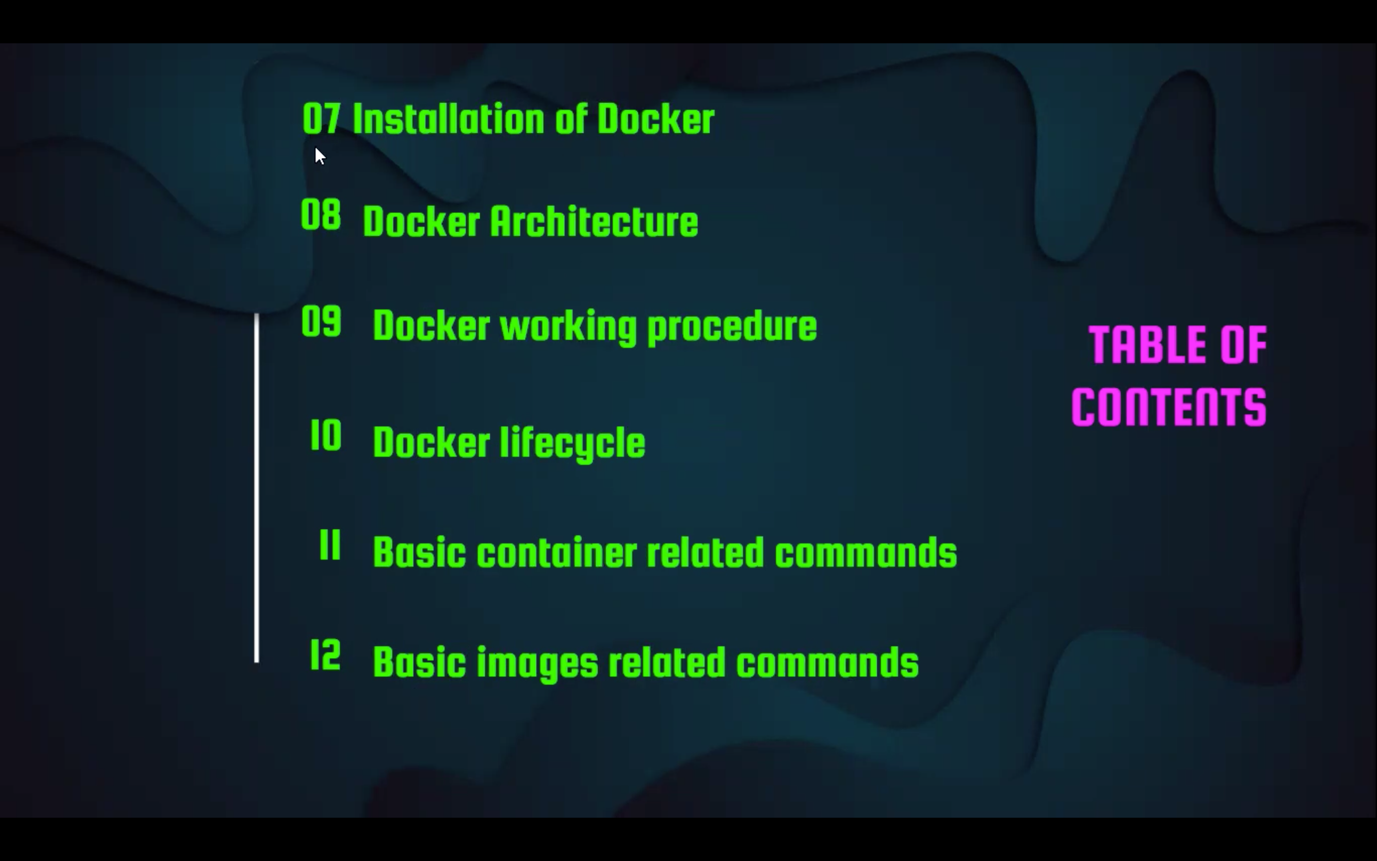 07 Installation of Docker
08 Docker Architecture
09 Docker working procedure
10 Docker lifecycle
11 Basic container related commands
12 Basic images related commands
TABLE OF
CONTENTS